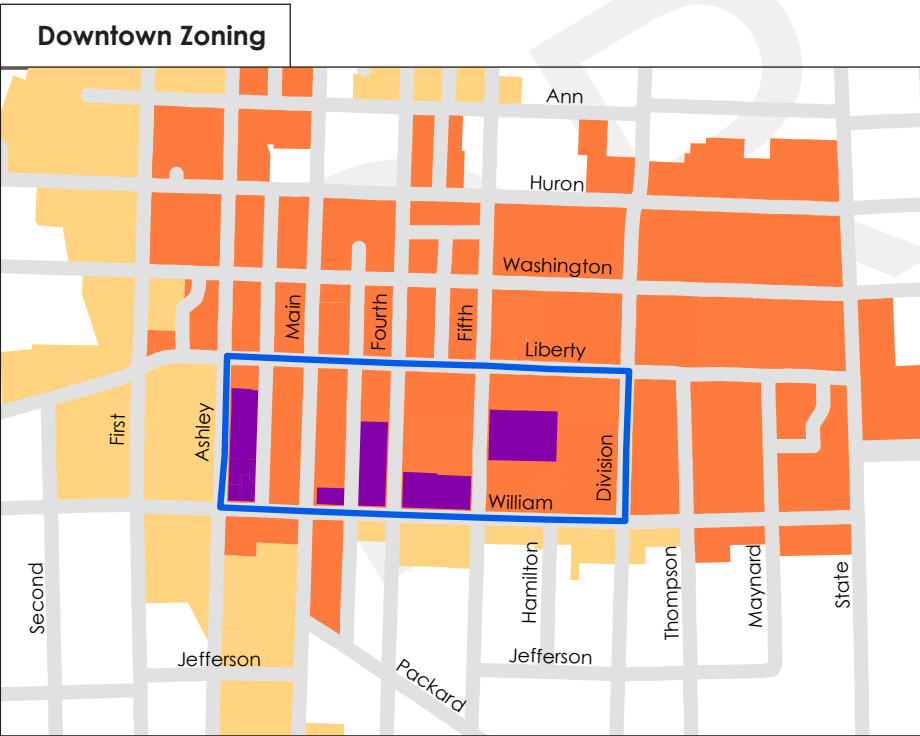 Downtown Zoning
Ann
Huron
Washington
Main
Fourth
Fifth
Liberty
First
Ashley
Division
William
Second
Hamilton
Thompson
Maynard
State
Jefferson
Jefferson
Packard